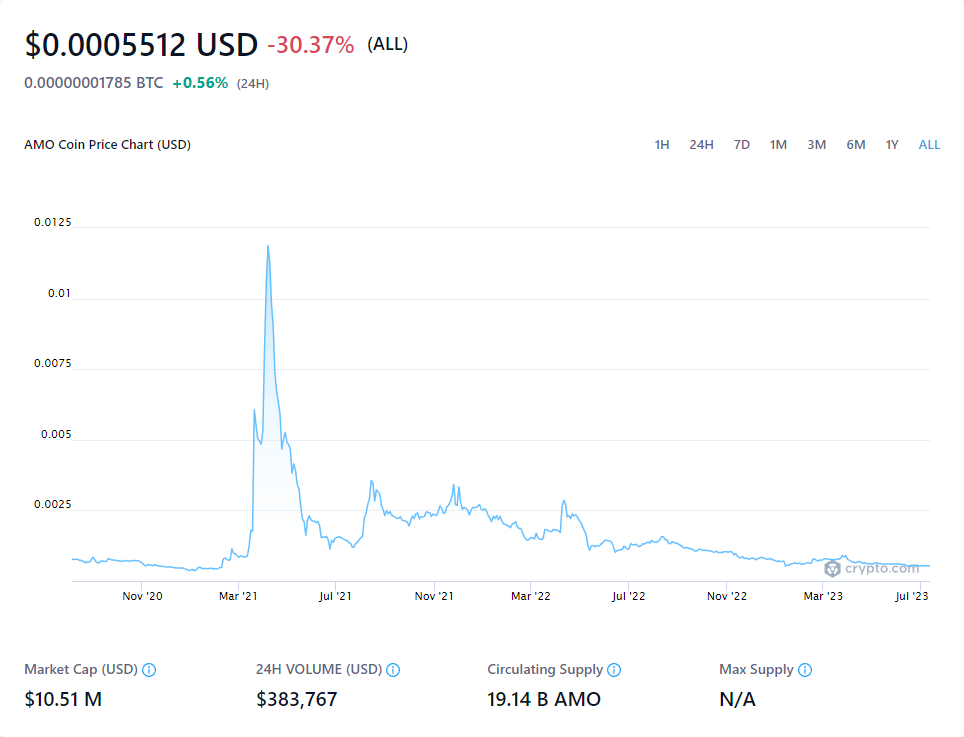 $0.0005512 USD -30.37% (ALL)
0.00000001785 BTC +0.56% (24H)
AMO Coin Price Chart (USD) 1H 24H 7D 1M 3M 6M 1Y ALL
0.0125
0.01
0.0075
0.005
0.0025
crypto.com
Nov '20 Mar '21 Jul '21 Nov '21 Mar '22 Jul '22 Nov '22 Mar '23 Jul '23
Market Cap (USD) 24H VOLUME (USD) Circulating Supply Max Supply
$10.51 M $383,767 19.14 B AMO N/A